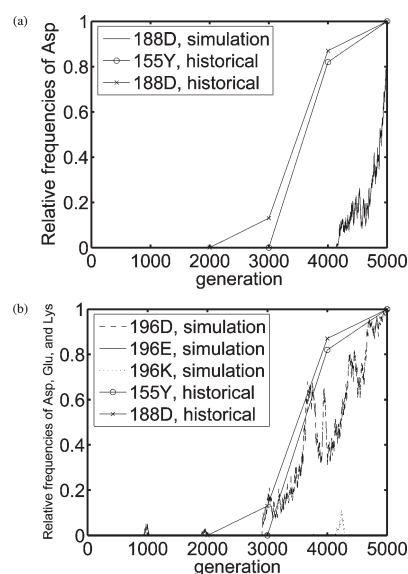 (a)
Relative frequencies of Asp
188D, simulation
155Y, historical
188D, historical
1
0.8
0.6
0.4
0.2
0
0 1000 2000 3000 4000 5000
generation
(b)
Relative frequencies of Asp, Glu, and Lys
196D, simulation
196E, simulation
196K, simulation
155Y, historical
188D, historical
1
0.8
0.6
0.4
0.2
0
0 1000 2000 3000 4000 5000
generation